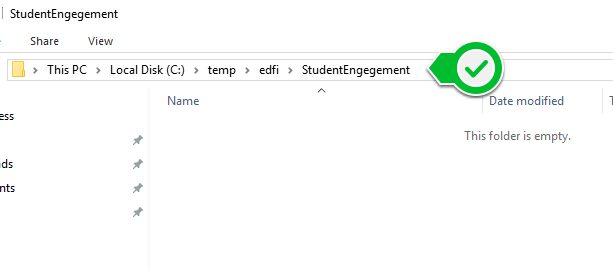 StudentEngegement
Share View
This PC > Local Disk (C:) > temp > edfi > StudentEngegement
Name Date modified T
ess
This folder is empty.
ads
nts